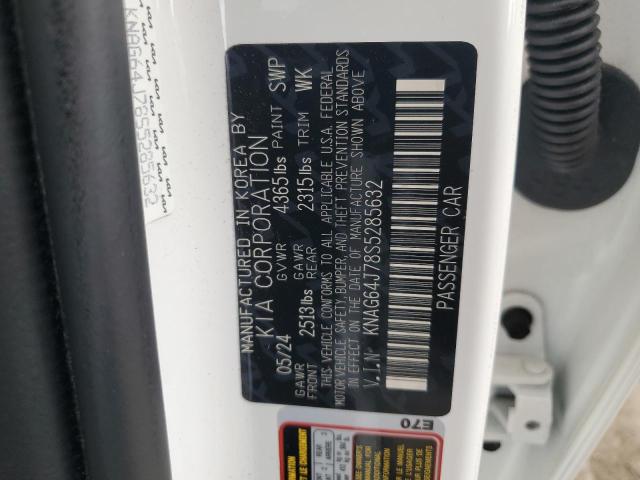 MANUFACTURED IN KOREA BY
KIA CORPORATION
05/24 GVWR 4365lbs PAINT SWP
GAWR FRONT 2513lbs GAWR REAR 2315lbs TRIM WK
THIS VEHICLE CONFORMS TO ALL APPLICABLE U.S.A. FEDERAL
MOTOR VEHICLE SAFETY, BUMPER, AND THEFT PREVENTION STANDARDS
IN EFFECT ON THE DATE OF MANUFACTURE SHOWN ABOVE
V.I.N KNAG64J78S5285632
PASSENGER CAR
E70
KNAG64J78S5285632